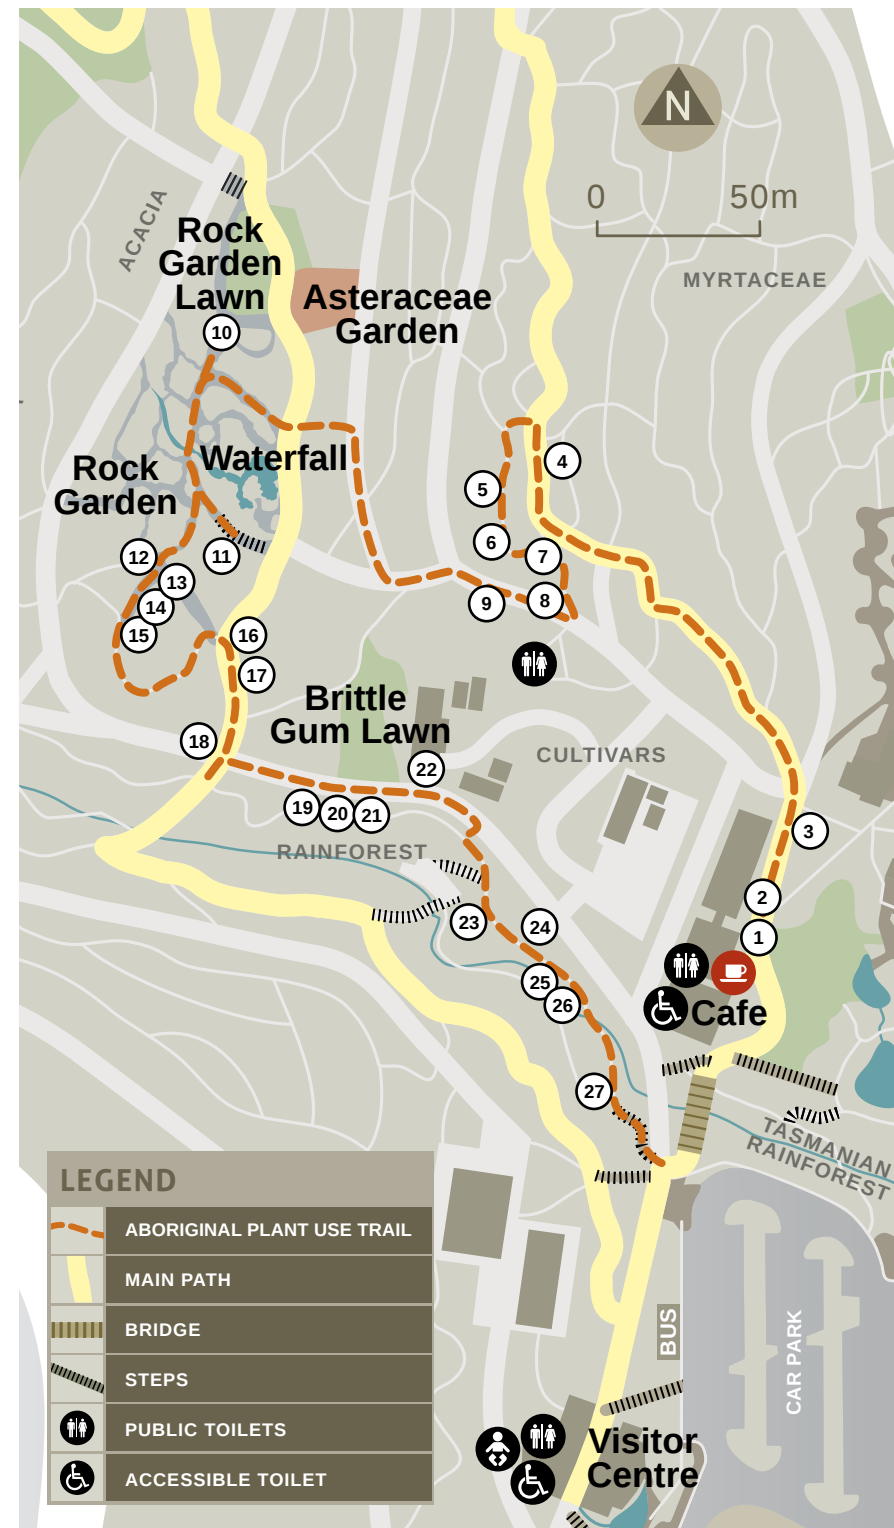 N
0 50m
ACACIA
Rock
Garden
Lawn
MYRTACEAE
Asteraceae
Garden
10
Waterfall
4
Rock
Garden
5
6
7
11
12
13
9
8
14
15
16
17
Brittle
Gum Lawn
18
CULTIVARS
22
19
20
21
3
RAINFOREST
2
23
24
1
25
26
Cafe
27
TASMANIAN
RAINFOREST
LEGEND
ABORIGINAL PLANT USE TRAIL
MAIN PATH
BRIDGE
STEPS
PUBLIC TOILETS
ACCESSIBLE TOILET
BUS
CAR PARK
Visitor
Centre